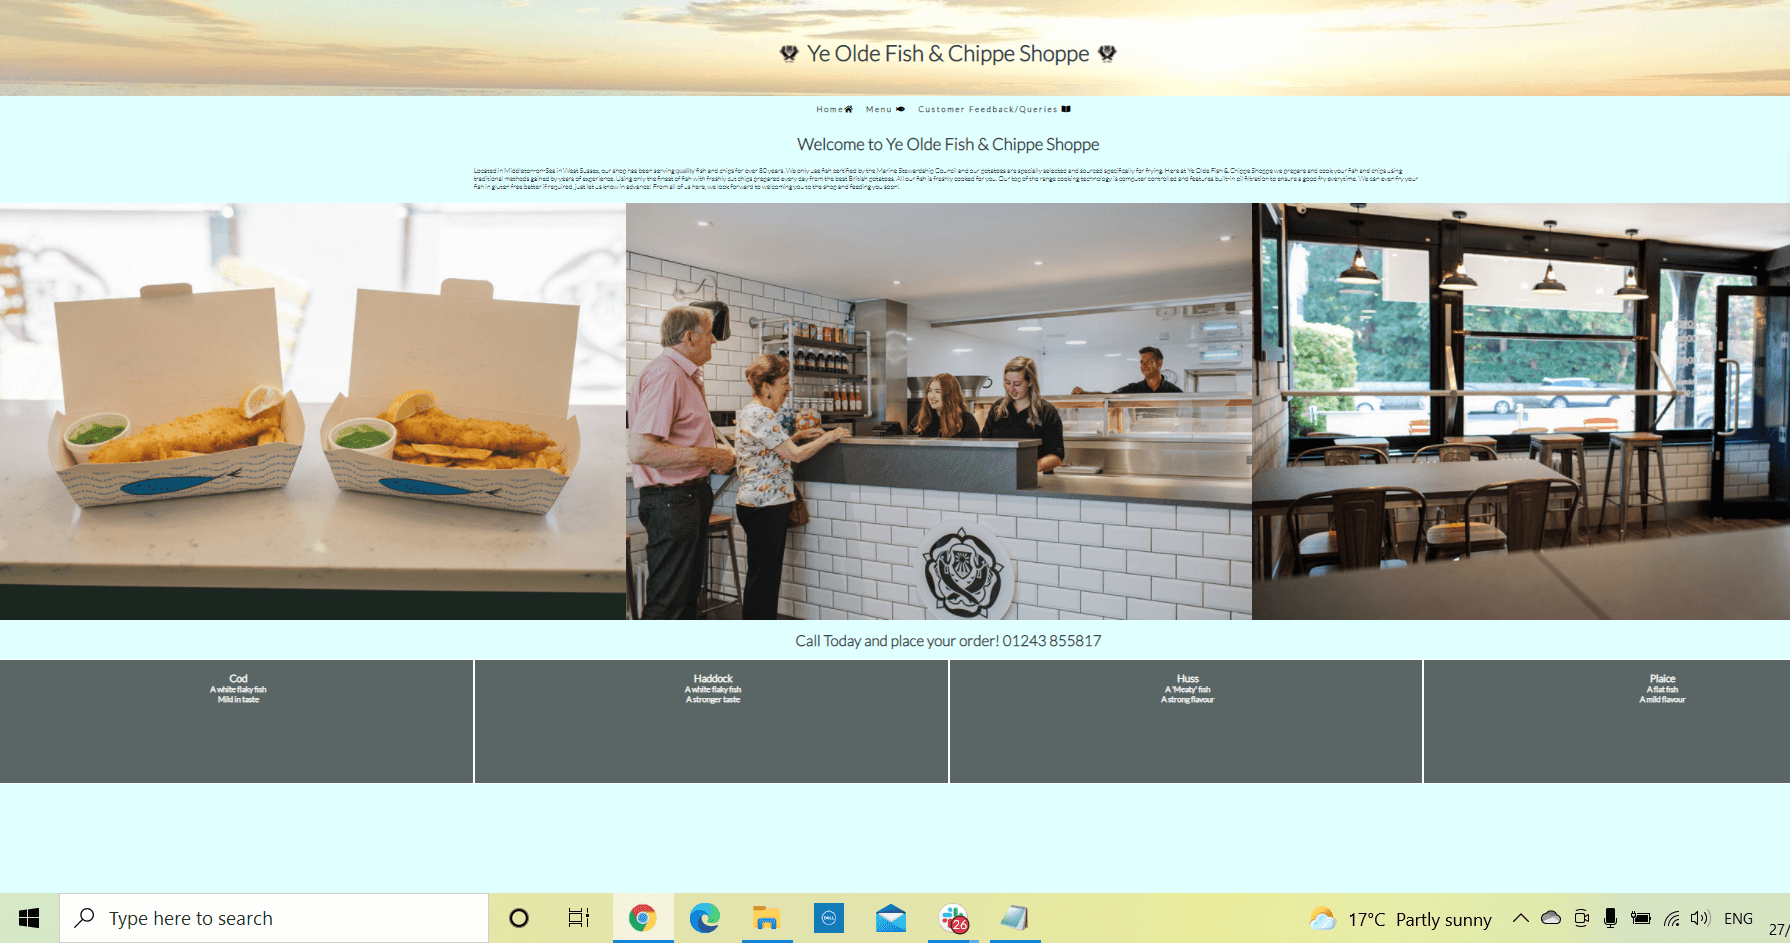 Ye Olde Fish & Chippe Shoppe
Home Menu Customer Feedback/Queries
Welcome to Ye Olde Fish & Chippe Shoppe
Located in Middleton-on-Sea in West Sussex, our shop has been serving quality fish and chips for over 30 years. We only use fish certified by the Marine Stewardship Council and our potatoes are specially selected and sourced specifically for frying. Here at Ye Olde Fish & Chippe Shoppe we prepare and cook your fish and chips using
traditional methods gained by years of experience. Using only the finest of fish with freshly cut chips prepared every day from the best British potatoes. All our fish is freshly cooked for you. Our top of the range cooking technology is computer controlled and features built-in oil filtration to ensure a good fry everytime. We can even fry your
fish in gluten free batter if required, just let us know in advance! From all of us here, we look forward to welcoming you to the shop and feeding you soon!
Call Today and place your order! 01243 855817
Cod Haddock Huss Plaice
A white flaky fish A white flaky fish A 'Meaty' fish A flat fish
Mild in taste A stronger taste A strong flavour A mild flavour
Type here to search DELL 26 17°C Partly sunny ENG
27/